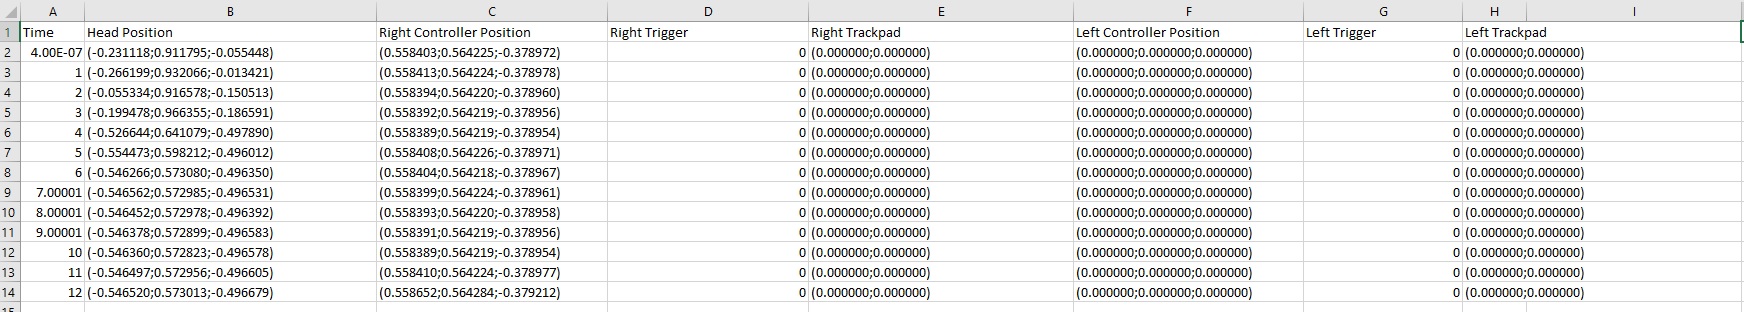 A B C D E F G H I
1 Time Head Position Right Controller Position Right Trigger Right Trackpad Left Controller Position Left Trigger Left Trackpad
2 4.00E-07 (-0.231118;0.911795;-0.055448) (0.558403;0.564225;-0.378972) 0 (0.000000;0.000000) (0.000000;0.000000;0.000000) 0 (0.000000;0.000000)
3 1 (-0.266199;0.932066;-0.013421) (0.558413;0.564224;-0.378978) 0 (0.000000;0.000000) (0.000000;0.000000;0.000000) 0 (0.000000;0.000000)
4 2 (-0.055334;0.916578;-0.150513) (0.558394;0.564220;-0.378960) 0 (0.000000;0.000000) (0.000000;0.000000;0.000000) 0 (0.000000;0.000000)
5 3 (-0.199478;0.966355;-0.186591) (0.558392;0.564219;-0.378956) 0 (0.000000;0.000000) (0.000000;0.000000;0.000000) 0 (0.000000;0.000000)
6 4 (-0.526644;0.641079;-0.497890) (0.558389;0.564219;-0.378954) 0 (0.000000;0.000000) (0.000000;0.000000;0.000000) 0 (0.000000;0.000000)
7 5 (-0.554473;0.598212;-0.496012) (0.558408;0.564226;-0.378971) 0 (0.000000;0.000000) (0.000000;0.000000;0.000000) 0 (0.000000;0.000000)
8 6 (-0.546266;0.573080;-0.496350) (0.558404;0.564218;-0.378967) 0 (0.000000;0.000000) (0.000000;0.000000;0.000000) 0 (0.000000;0.000000)
9 7.00001 (-0.546562;0.572985;-0.496531) (0.558399;0.564224;-0.378961) 0 (0.000000;0.000000) (0.000000;0.000000;0.000000) 0 (0.000000;0.000000)
10 8.00001 (-0.546452;0.572978;-0.496392) (0.558393;0.564220;-0.378958) 0 (0.000000;0.000000) (0.000000;0.000000;0.000000) 0 (0.000000;0.000000)
11 9.00001 (-0.546378;0.572899;-0.496583) (0.558391;0.564219;-0.378956) 0 (0.000000;0.000000) (0.000000;0.000000;0.000000) 0 (0.000000;0.000000)
12 10 (-0.546360;0.572823;-0.496578) (0.558389;0.564219;-0.378954) 0 (0.000000;0.000000) (0.000000;0.000000;0.000000) 0 (0.000000;0.000000)
13 11 (-0.546497;0.572956;-0.496605) (0.558410;0.564224;-0.378977) 0 (0.000000;0.000000) (0.000000;0.000000;0.000000) 0 (0.000000;0.000000)
14 12 (-0.546520;0.573013;-0.496679) (0.558652;0.564284;-0.379212) 0 (0.000000;0.000000) (0.000000;0.000000;0.000000) 0 (0.000000;0.000000)
15